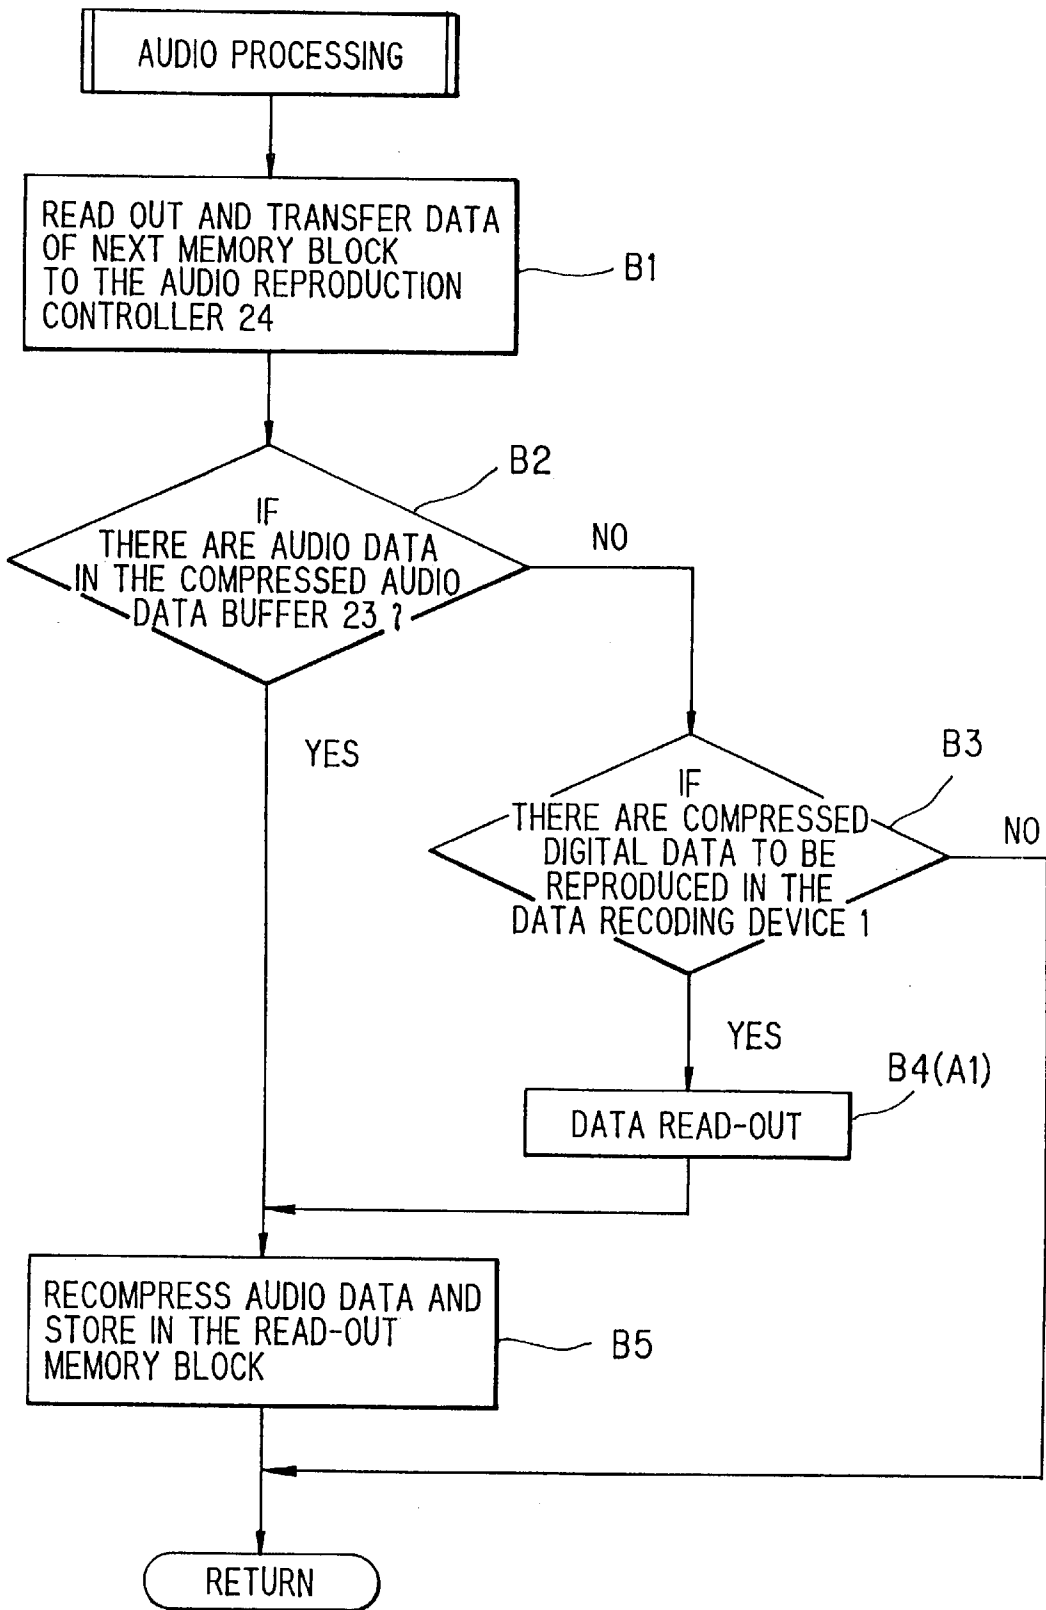 AUDIO PROCESSING
READ OUT AND TRANSFER DATA
OF NEXT MEMORY BLOCK
TO THE AUDIO REPRODUCTION
CONTROLLER 24
B1
B2
IF
THERE ARE AUDIO DATA
IN THE COMPRESSED AUDIO
DATA BUFFER 23 ?
NO
YES
B3
IF
THERE ARE COMPRESSED
DIGITAL DATA TO BE
REPRODUCED IN THE
DATA RECODING DEVICE 1
NO
YES
B4(A1)
DATA READ-OUT
RECOMPRESS AUDIO DATA AND
STORE IN THE READ-OUT
MEMORY BLOCK
B5
RETURN